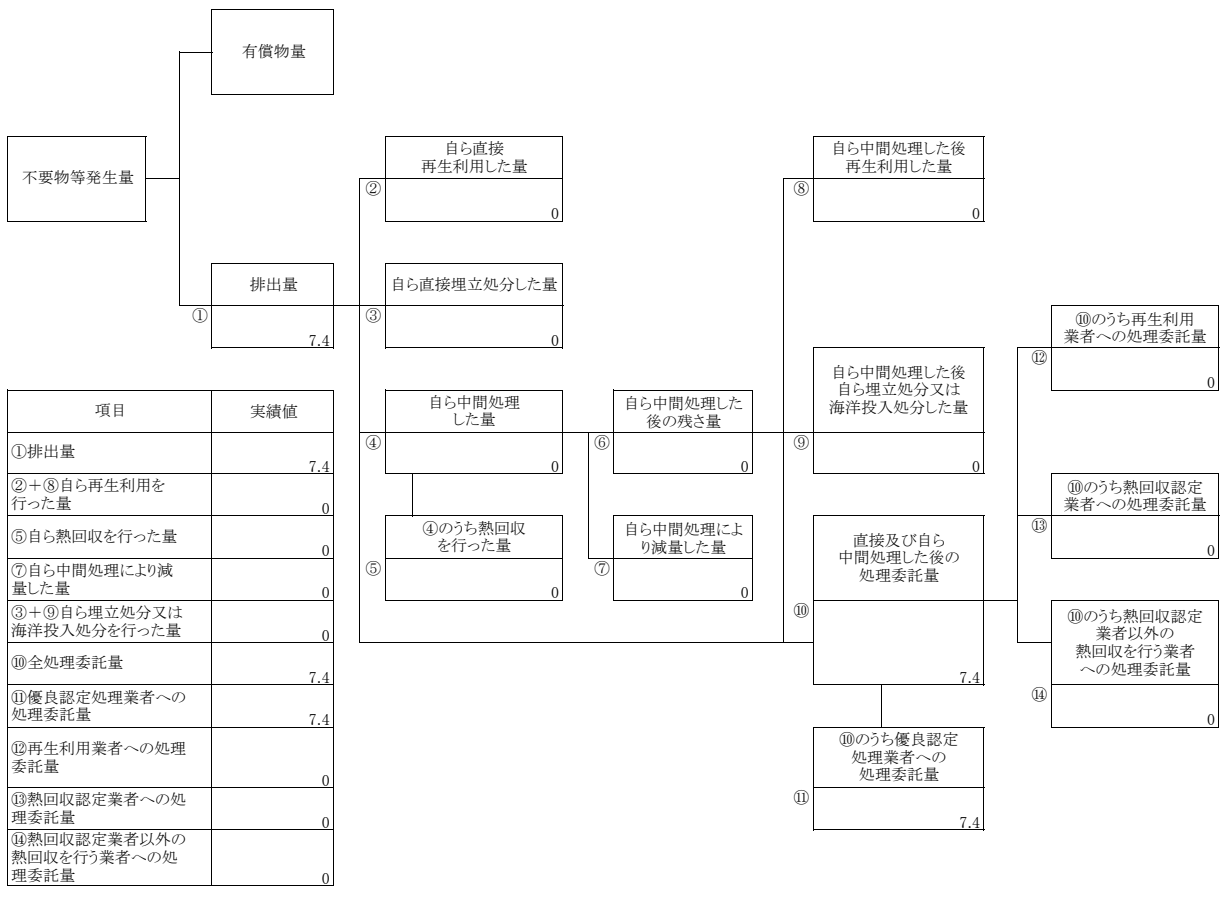 有償物量
不要物等発生量
自ら直接
再生利用した量
②
0
自ら中間処理した後
再生利用した量
⑧
0
排出量
①
7.4
自ら直接埋立処分した量
③
0
⑩のうち再生利用
業者への処理委託量
⑫
0
自ら中間処理
した量
④
0
自ら中間処理した
後の残さ量
⑥
0
自ら中間処理した後
自ら埋立処分又は
海洋投入処分した量
⑨
0
⑩のうち熱回収認定
業者への処理委託量
⑬
0
④のうち熱回収
を行った量
⑤
0
自ら中間処理によ
り減量した量
⑦
0
直接及び自ら
中間処理した後の
処理委託量
⑩
7.4
⑩のうち熱回収認定
業者以外の
熱回収を行う業者
への処理委託量
⑭
0
⑩のうち優良認定
処理業者への
処理委託量
⑪
7.4
項目 実績値
①排出量
7.4
②＋⑧自ら再生利用を
行った量
0
⑤自ら熱回収を行った量
0
⑦自ら中間処理により減
量した量
0
③＋⑨自ら埋立処分又は
海洋投入処分を行った量
0
⑩全処理委託量
7.4
⑪優良認定処理業者への
処理委託量
7.4
⑫再生利用業者への処理
委託量
0
⑬熱回収認定業者への処
理委託量
0
⑭熱回収認定業者以外の
熱回収を行う業者への処
理委託量
0